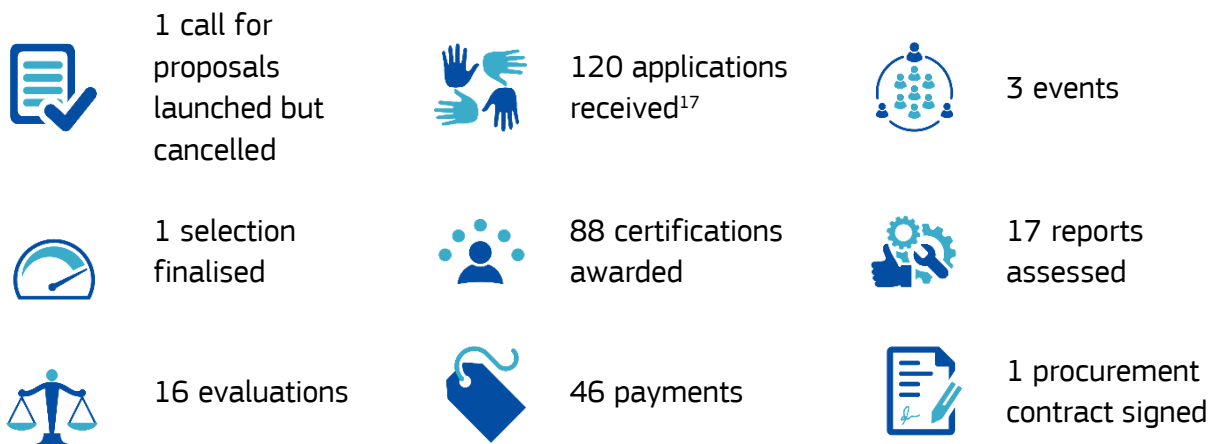 1 call for
proposals
launched but
cancelled
120 applications
received17
3 events
1 selection
finalised
88 certifications
awarded
17 reports
assessed
16 evaluations
46 payments
1 procurement
contract signed